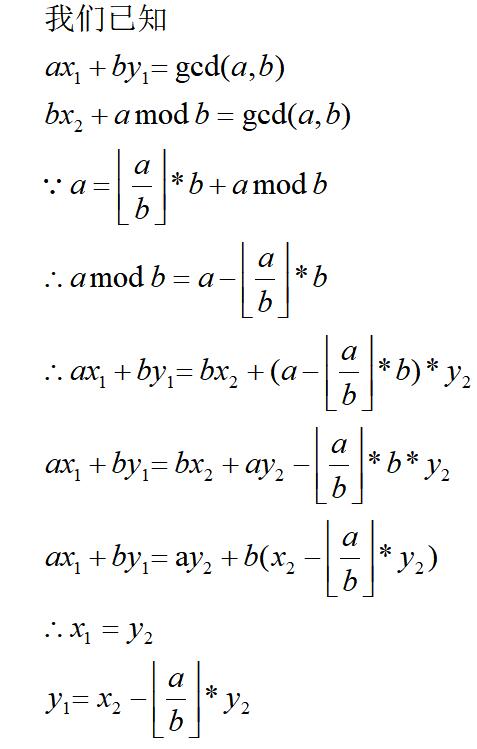 我们已知
ax₁ + by₁= gcd(a,b)
bx₂ + a mod b = gcd(a,b)
∵ a = ⌊a/b⌋ * b + a mod b
∴ a mod b = a − ⌊a/b⌋ * b
∴ ax₁ + by₁= bx₂ + (a − ⌊a/b⌋ * b) * y₂
ax₁ + by₁= bx₂ + ay₂ − ⌊a/b⌋ * b * y₂
ax₁ + by₁= ay₂ + b(x₂ − ⌊a/b⌋ * y₂)
∴ x₁ = y₂
y₁= x₂ − ⌊a/b⌋ * y₂